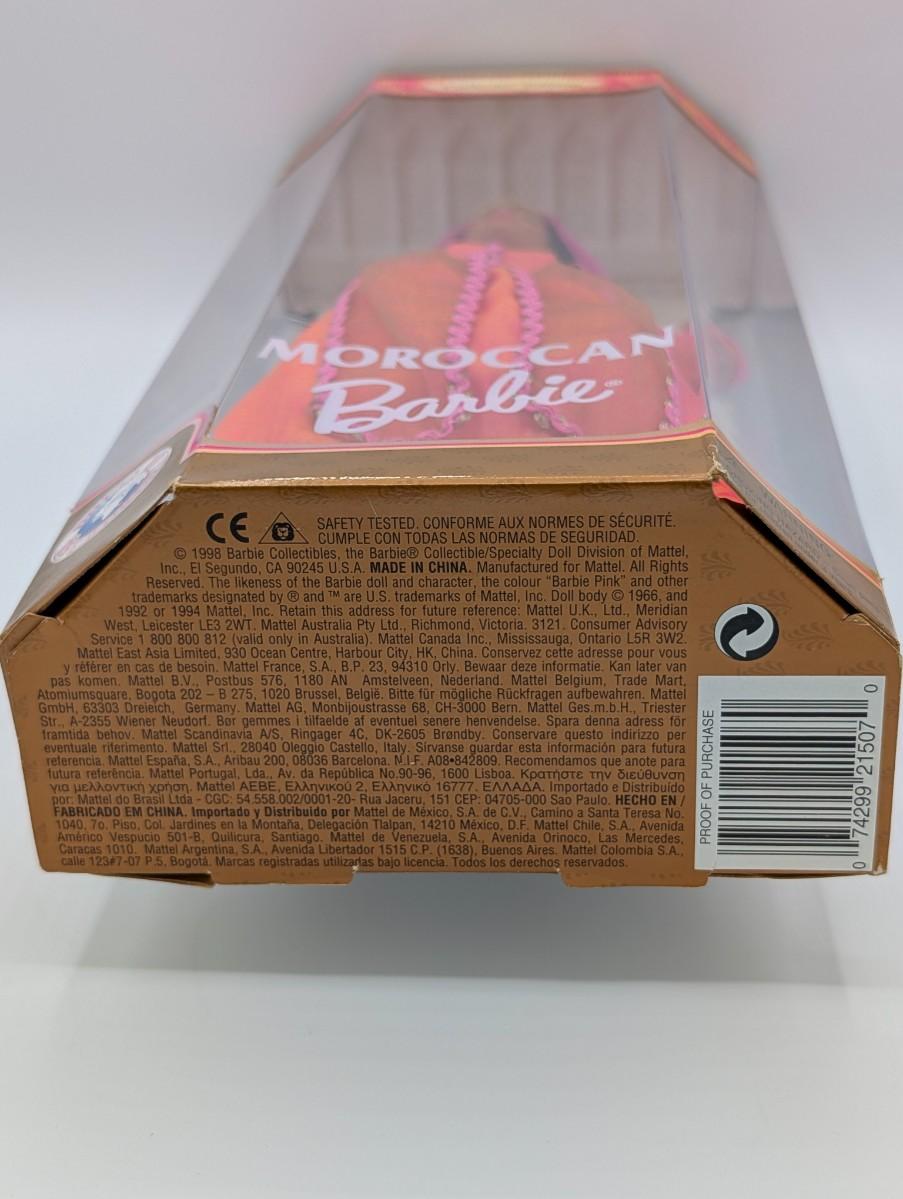 MOROCCAN
Barbie®
CE
SAFETY TESTED. CONFORME AUX NORMES DE SÉCURITÉ.
CUMPLE CON TODAS LAS NORMAS DE SEGURIDAD.
© 1998 Barbie Collectibles, the Barbie® Collectible/Specialty Doll Division of Mattel,
Inc., El Segundo, CA 90245 U.S.A. MADE IN CHINA. Manufactured for Mattel. All Rights
Reserved. The likeness of the Barbie doll and character, the colour "Barbie Pink" and other
trademarks designated by ® and ™ are U.S. trademarks of Mattel, Inc. Doll body © 1966, and
1992 or 1994 Mattel, Inc. Retain this address for future reference: Mattel U.K., Ltd., Meridian
West, Leicester LE3 2WT. Mattel Australia Pty Ltd., Richmond, Victoria. 3121. Consumer Advisory
Service 1 800 800 812 (valid only in Australia). Mattel Canada Inc., Mississauga, Ontario L5R 3W2.
Mattel East Asia Limited, 930 Ocean Centre, Harbour City, HK, China. Conservez cette adresse pour vous
y référer en cas de besoin. Mattel France, S.A., B.P. 23, 94310 Orly. Bewaar deze informatie. Kan later van
pas komen. Mattel B.V., Postbus 576, 1180 AN Amstelveen, Nederland. Mattel Belgium, Trade Mart,
Atomiumsquare, Bogota 202 – B 275, 1020 Brussel, België. Bitte für mögliche Rückfragen aufbewahren. Mattel
GmbH, 63303 Dreieich, Germany. Mattel AG, Monbijoustrasse 68, CH-3000 Bern. Mattel Ges.m.b.H., Triester
Str., A-2355 Wiener Neudorf. Bør gemmes i tilfaelde af eventuel senere henvendelse. Spara denna adress för
framtida behov. Mattel Scandinavia A/S, Ringager 4C, DK-2605 Brøndby. Conservare questo indirizzo per
eventuale riferimento. Mattel Srl., 28040 Oleggio Castello, Italy. Sírvanse guardar esta información para futura
referencia. Mattel España, S.A., Aribau 200, 08036 Barcelona. N.I.F. A08•842809. Recomendamos que anote para
futura referência. Mattel Portugal, Lda., Av. da República No.90-96, 1600 Lisboa. Κρατήστε την διεύθυνση
για μελλοντική χρήση. Mattel AEBE, Ελληνικού 2, Ελληνικό 16777. ΕΛΛΑΔΑ. Importado e Distribuído
por: Mattel do Brasil Ltda - CGC: 54.558.002/0001-20- Rua Jaceru, 151 CEP: 04705-000 Sao Paulo. HECHO EN /
FABRICADO EM CHINA. Importado y Distribuido por Mattel de México, S.A. de C.V., Camino a Santa Teresa No.
1040, 7o. Piso, Col. Jardines en la Montaña, Delegación Tlalpan, 14210 México, D.F. Mattel Chile, S.A., Avenida
Américo Vespucio 501-B, Quilicura, Santiago. Mattel de Venezuela, S.A., Avenida Orinoco, Las Mercedes,
Caracas 1010. Mattel Argentina, S.A., Avenida Libertador 1515 C.P. (1638), Buenos Aires. Mattel Colombia S.A.,
calle 123#7-07 P.5, Bogotá. Marcas registradas utilizadas bajo licencia. Todos los derechos reservados.
PROOF OF PURCHASE
0 74299 21507 0